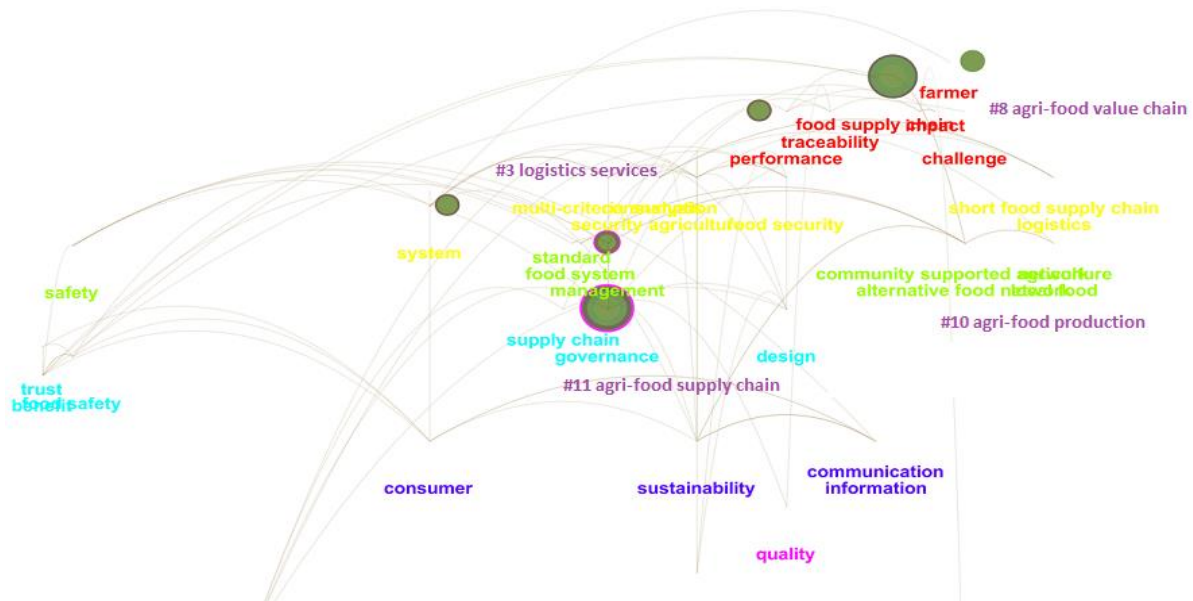 farmer
#8 agri-food value chain
food supply chain
impact
traceability
performance
challenge
#3 logistics services
multi-criteria
short food supply chain
security agriculture
food security
logistics
system
standard
food system
community supported agriculture
network
safety
management
alternative food network
local food
#10 agri-food production
supply chain
governance
design
#11 agri-food supply chain
trust
benefit
food safety
communication
consumer
sustainability
information
quality